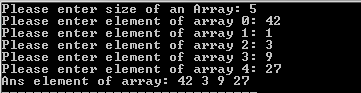 Please enter size of an Array: 5
Please enter element of array 0: 42
Please enter element of array 1: 1
Please enter element of array 2: 3
Please enter element of array 3: 9
Please enter element of array 4: 27
Ans element of array: 42 3 9 27